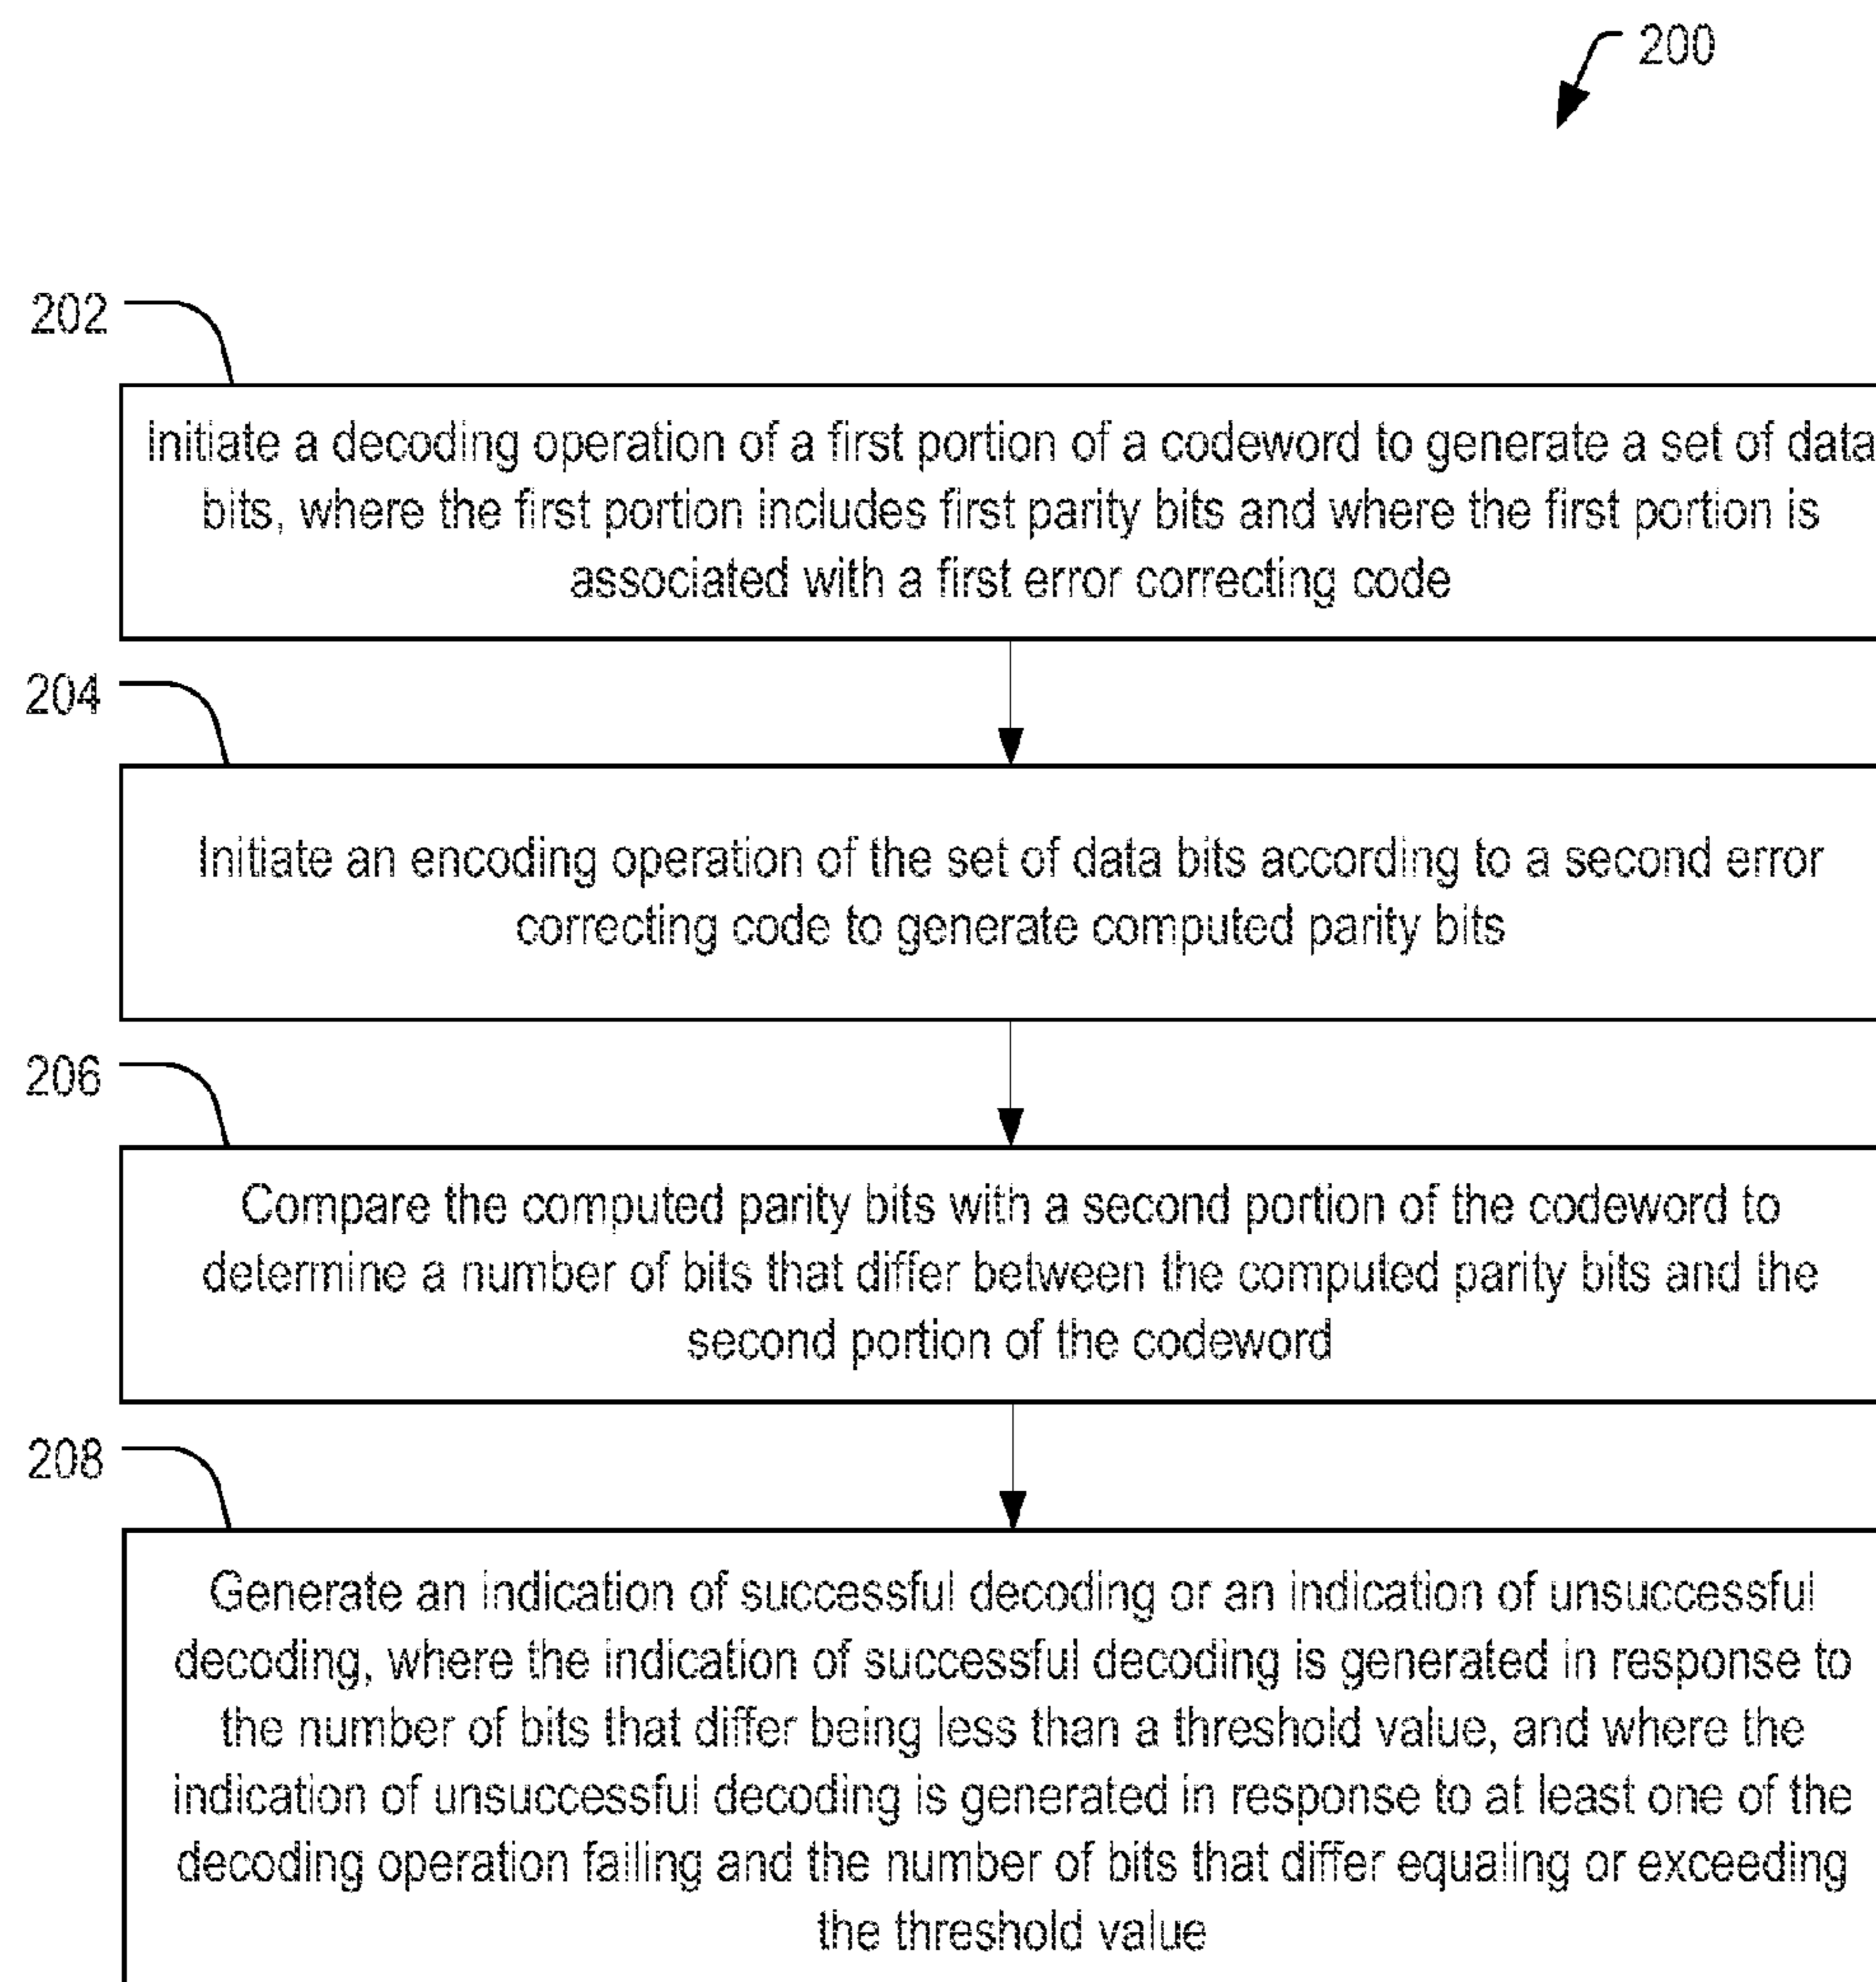 200
202
Initiate a decoding operation of a first portion of a codeword to generate a set of data
bits, where the first portion includes first parity bits and where the first portion is
associated with a first error correcting code
204
Initiate an encoding operation of the set of data bits according to a second error
correcting code to generate computed parity bits
206
Compare the computed parity bits with a second portion of the codeword to
determine a number of bits that differ between the computed parity bits and the
second portion of the codeword
208
Generate an indication of successful decoding or an indication of unsuccessful
decoding, where the indication of successful decoding is generated in response to
the number of bits that differ being less than a threshold value, and where the
indication of unsuccessful decoding is generated in response to at least one of the
decoding operation failing and the number of bits that differ equaling or exceeding
the threshold value